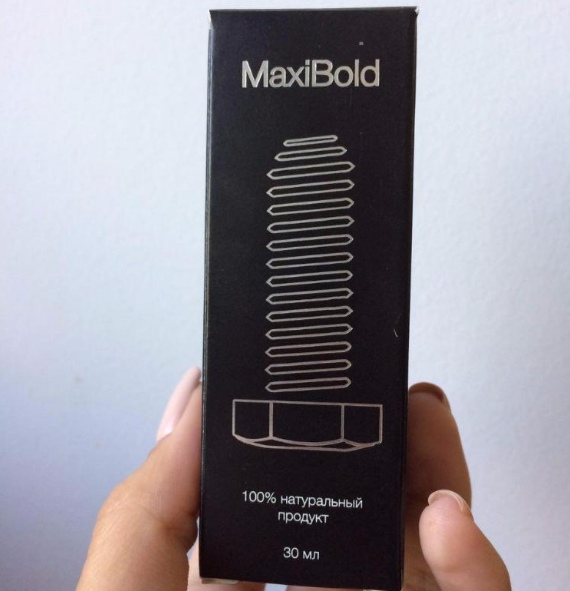 MaxiBold
100% натуральный
продукт
30 мл